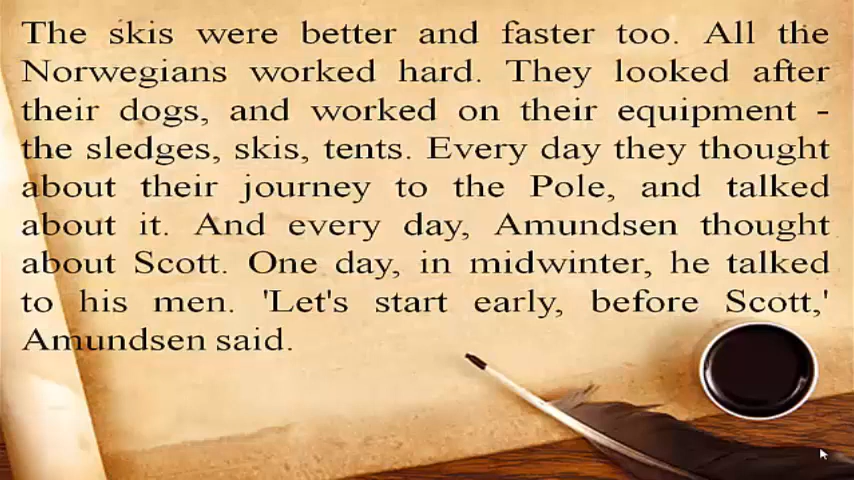 The skis were better and faster too. All the
Norwegians worked hard. They looked after
their dogs, and worked on their equipment -
the sledges, skis, tents. Every day they thought
about their journey to the Pole, and talked
about it. And every day, Amundsen thought
about Scott. One day, in midwinter, he talked
to his men. 'Let's start early, before Scott,'
Amundsen said.